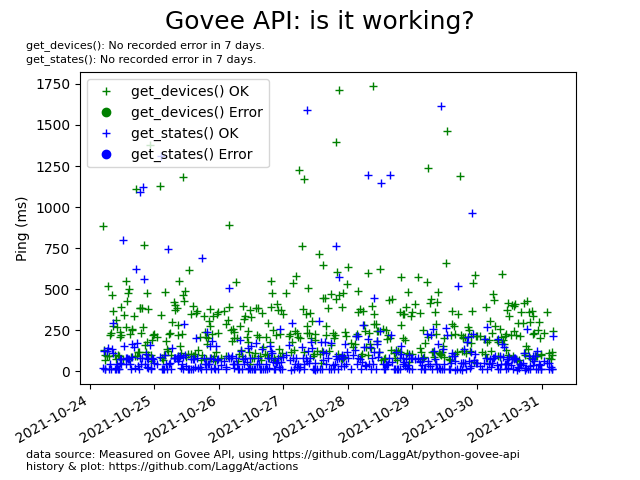 Govee API: is it working?
get_devices(): No recorded error in 7 days.
get_states(): No recorded error in 7 days.
get_devices() OK
get_devices() Error
get_states() OK
get_states() Error
Ping (ms)
1750
1500
1250
1000
750
500
250
0
2021-10-24
2021-10-25
2021-10-26
2021-10-27
2021-10-28
2021-10-29
2021-10-30
2021-10-31
data source: Measured on Govee API, using https://github.com/LaggAt/python-govee-api
history & plot: https://github.com/LaggAt/actions